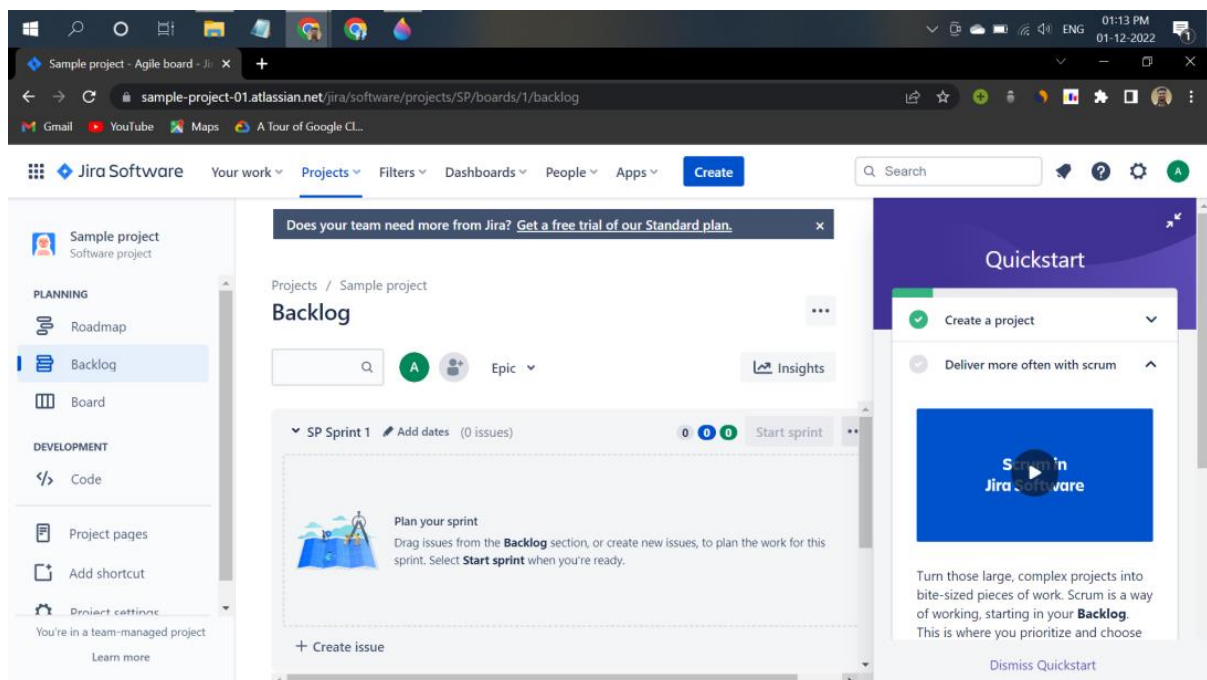 ENG
01:13 PM
01-12-2022
1
Sample project - Agile board - Ji
sample-project-01.atlassian.net/jira/software/projects/SP/boards/1/backlog
Gmail YouTube Maps A Tour of Google Cl...
Jira Software Your work Projects Filters Dashboards People Apps Create Search A
Does your team need more from Jira? Get a free trial of our Standard plan.
Sample project
Software project
PLANNING
Roadmap
Backlog
Board
DEVELOPMENT
Code
Project pages
Add shortcut
Project settings
You're in a team-managed project
Learn more
Projects / Sample project
Backlog
A Epic Insights
SP Sprint 1 Add dates (0 issues) 0 0 0 Start sprint
Plan your sprint
Drag issues from the Backlog section, or create new issues, to plan the work for this
sprint. Select Start sprint when you're ready.
+ Create issue
Quickstart
Create a project
Deliver more often with scrum
Scrum in
Jira Software
Turn those large, complex projects into
bite-sized pieces of work. Scrum is a way
of working, starting in your Backlog.
This is where you prioritize and choose
Dismiss Quickstart